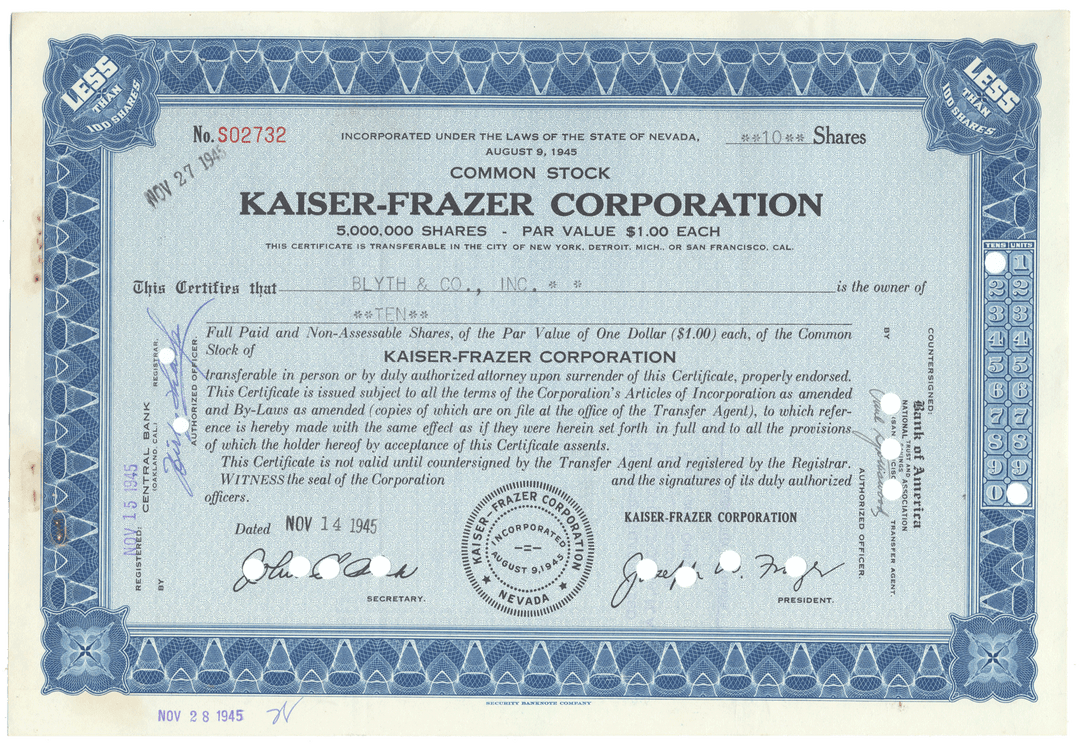 LESS
THAN
100 SHARES
LESS
THAN
100 SHARES
No. S02732
INCORPORATED UNDER THE LAWS OF THE STATE OF NEVADA,
AUGUST 9, 1945
**10** Shares
NOV 27 1945
COMMON STOCK
KAISER-FRAZER CORPORATION
5,000,000 SHARES - PAR VALUE $1.00 EACH
THIS CERTIFICATE IS TRANSFERABLE IN THE CITY OF NEW YORK, DETROIT, MICH., OR SAN FRANCISCO, CAL.
This Certifies that BLYTH & CO., INC. * * is the owner of
**TEN**
Full Paid and Non-Assessable Shares, of the Par Value of One Dollar ($1.00) each, of the Common
Stock of KAISER-FRAZER CORPORATION
transferable in person or by duly authorized attorney upon surrender of this Certificate, properly endorsed.
This Certificate is issued subject to all the terms of the Corporation's Articles of Incorporation as amended
and By-Laws as amended (copies of which are on file at the office of the Transfer Agent), to which refer-
ence is hereby made with the same effect as if they were herein set forth in full and to all the provisions
of which the holder hereof by acceptance of this Certificate assents.
This Certificate is not valid until countersigned by the Transfer Agent and registered by the Registrar.
WITNESS the seal of the Corporation and the signatures of its duly authorized
officers.
Dated NOV 14 1945
KAISER-FRAZER CORPORATION
SECRETARY.
Joseph W. Frazer
PRESIDENT.
KAISER-FRAZER CORPORATION
INCORPORATED
AUGUST 9, 1945
NEVADA
REGISTERED: NOV 15 1945
CENTRAL BANK
(OAKLAND, CAL.) REGISTRAR.
BY
AUTHORIZED OFFICER.
COUNTERSIGNED:
Bank of America
NATIONAL TRUST AND SAVINGS ASSOCIATION
TRANSFER AGENT.
BY
AUTHORIZED OFFICER.
TENS UNITS
1
2 2
3 3
4 4
5 5
6 6
7 7
8 8
9 9
0
SECURITY BANKNOTE COMPANY
NOV 28 1945